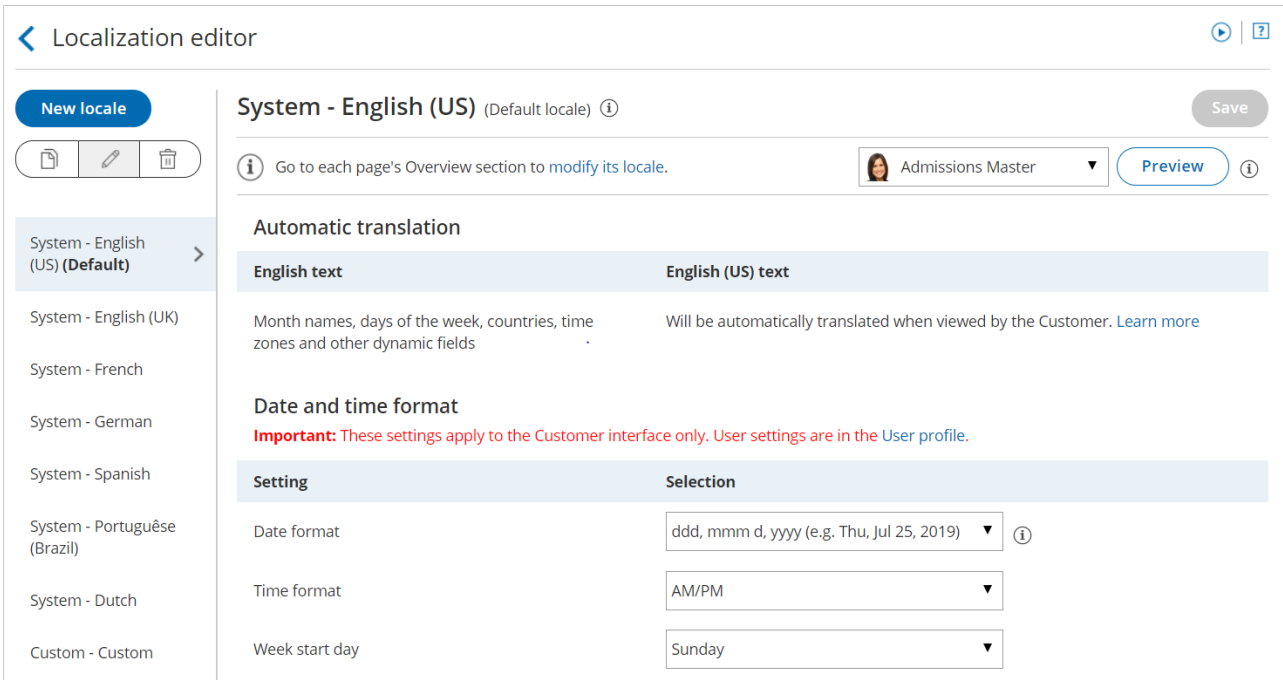 Localization editor
New locale
System - English (US) (Default locale)
Save
Go to each page's Overview section to modify its locale.
Admissions Master
Preview
System - English
(US) (Default)
System - English (UK)
System - French
System - German
System - Spanish
System - Portuguêse
(Brazil)
System - Dutch
Custom - Custom
Automatic translation
English text
English (US) text
Month names, days of the week, countries, time
zones and other dynamic fields
Will be automatically translated when viewed by the Customer. Learn more
Date and time format
Important: These settings apply to the Customer interface only. User settings are in the User profile.
Setting
Selection
Date format
ddd, mmm d, yyyy (e.g. Thu, Jul 25, 2019)
Time format
AM/PM
Week start day
Sunday